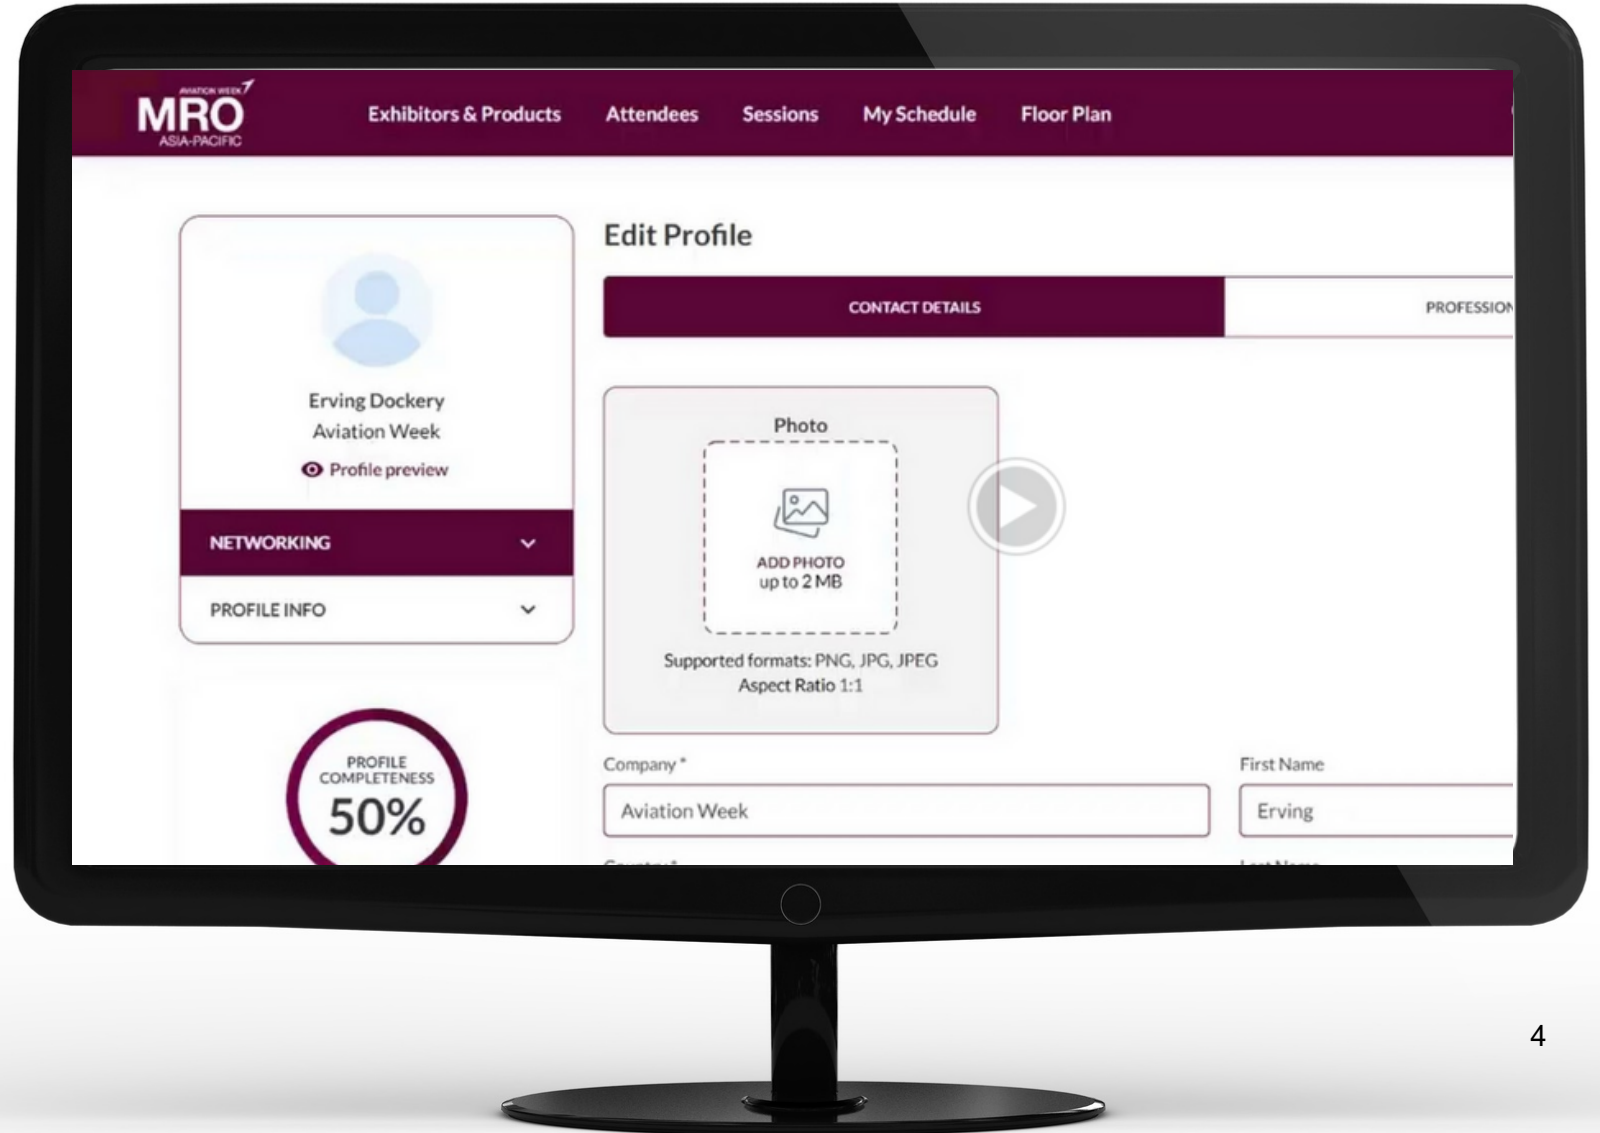 AVIATION WEEK
MRO
ASIA-PACIFIC
Exhibitors & Products Attendees Sessions My Schedule Floor Plan
Edit Profile
CONTACT DETAILS
Erving Dockery
Aviation Week
Profile preview
NETWORKING
PROFILE INFO
PROFILE
COMPLETENESS
50%
Photo
ADD PHOTO
up to 2 MB
Supported formats: PNG, JPG, JPEG
Aspect Ratio 1:1
Company *
Aviation Week
First Name
Erving
4